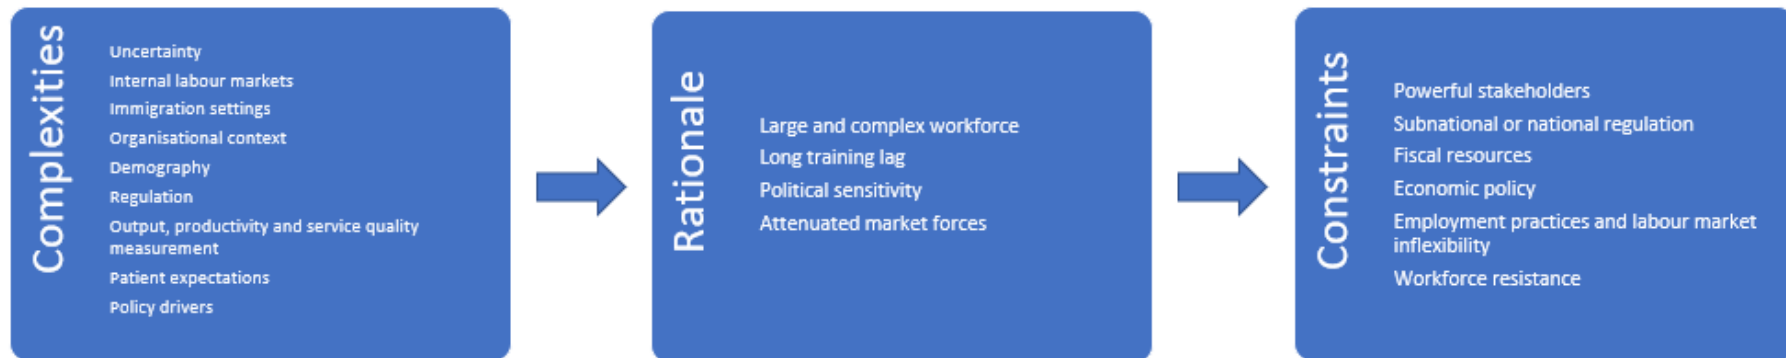 Complexities
Uncertainty
Internal labour markets
Immigration settings
Organisational context
Demography
Regulation
Output, productivity and service quality
measurement
Patient expectations
Policy drivers
Rationale
Large and complex workforce
Long training lag
Political sensitivity
Attenuated market forces
Constraints
Powerful stakeholders
Subnational or national regulation
Fiscal resources
Economic policy
Employment practices and labour market
inflexibility
Workforce resistance